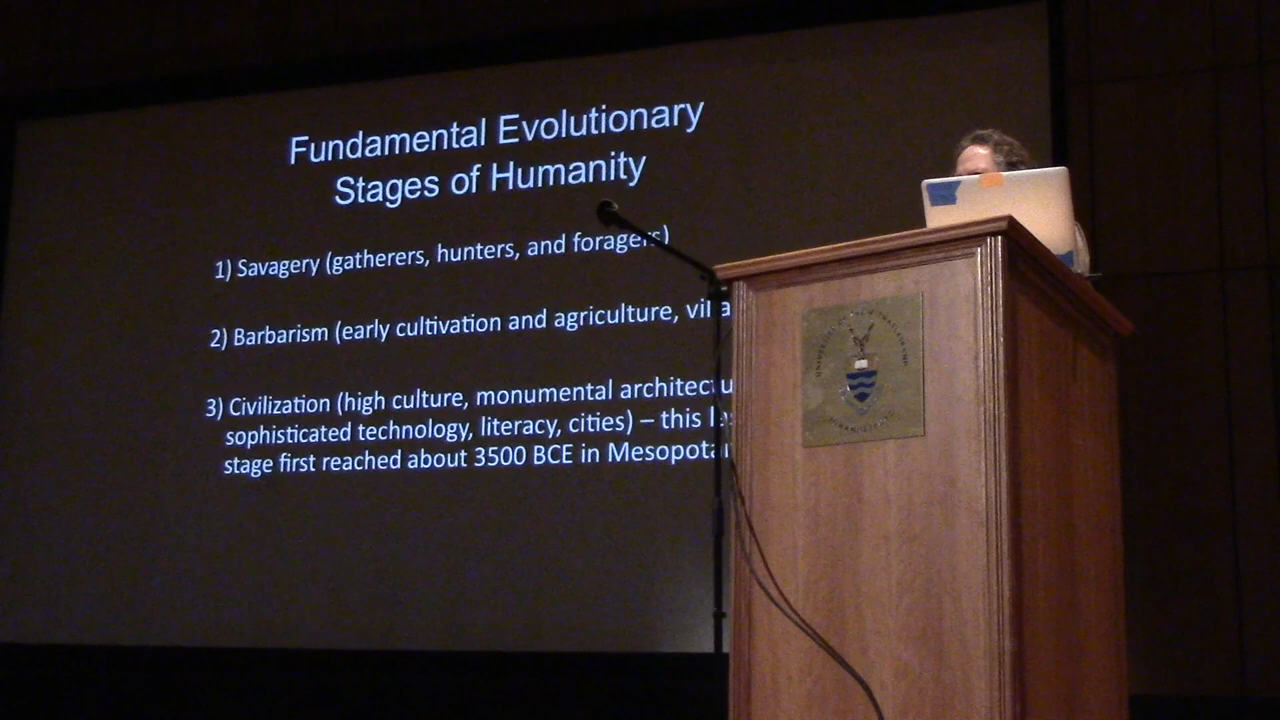 Fundamental Evolutionary
Stages of Humanity
1) Savagery (gatherers, hunters, and foragers)
2) Barbarism (early cultivation and agriculture,
3) Civilization (high culture, monumental
sophisticated technology, literacy, cities) – this
stage first reached about 3500 BCE in